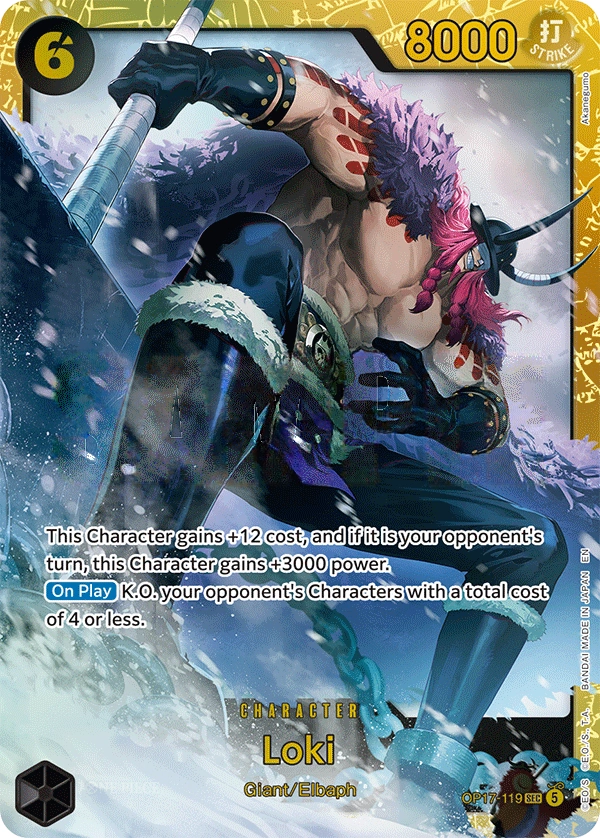 6
8000
打
STRIKE
Akanegumo
This Character gains +12 cost, and if it is your opponent's
turn, this Character gains +3000 power.
On Play K.O. your opponent's Characters with a total cost
of 4 or less.
CHARACTER
Loki
Giant/Elbaph
OP17-119 SEC 5
©E.O/S. ©E.O/S., T.A. BANDAI MADE IN JAPAN EN